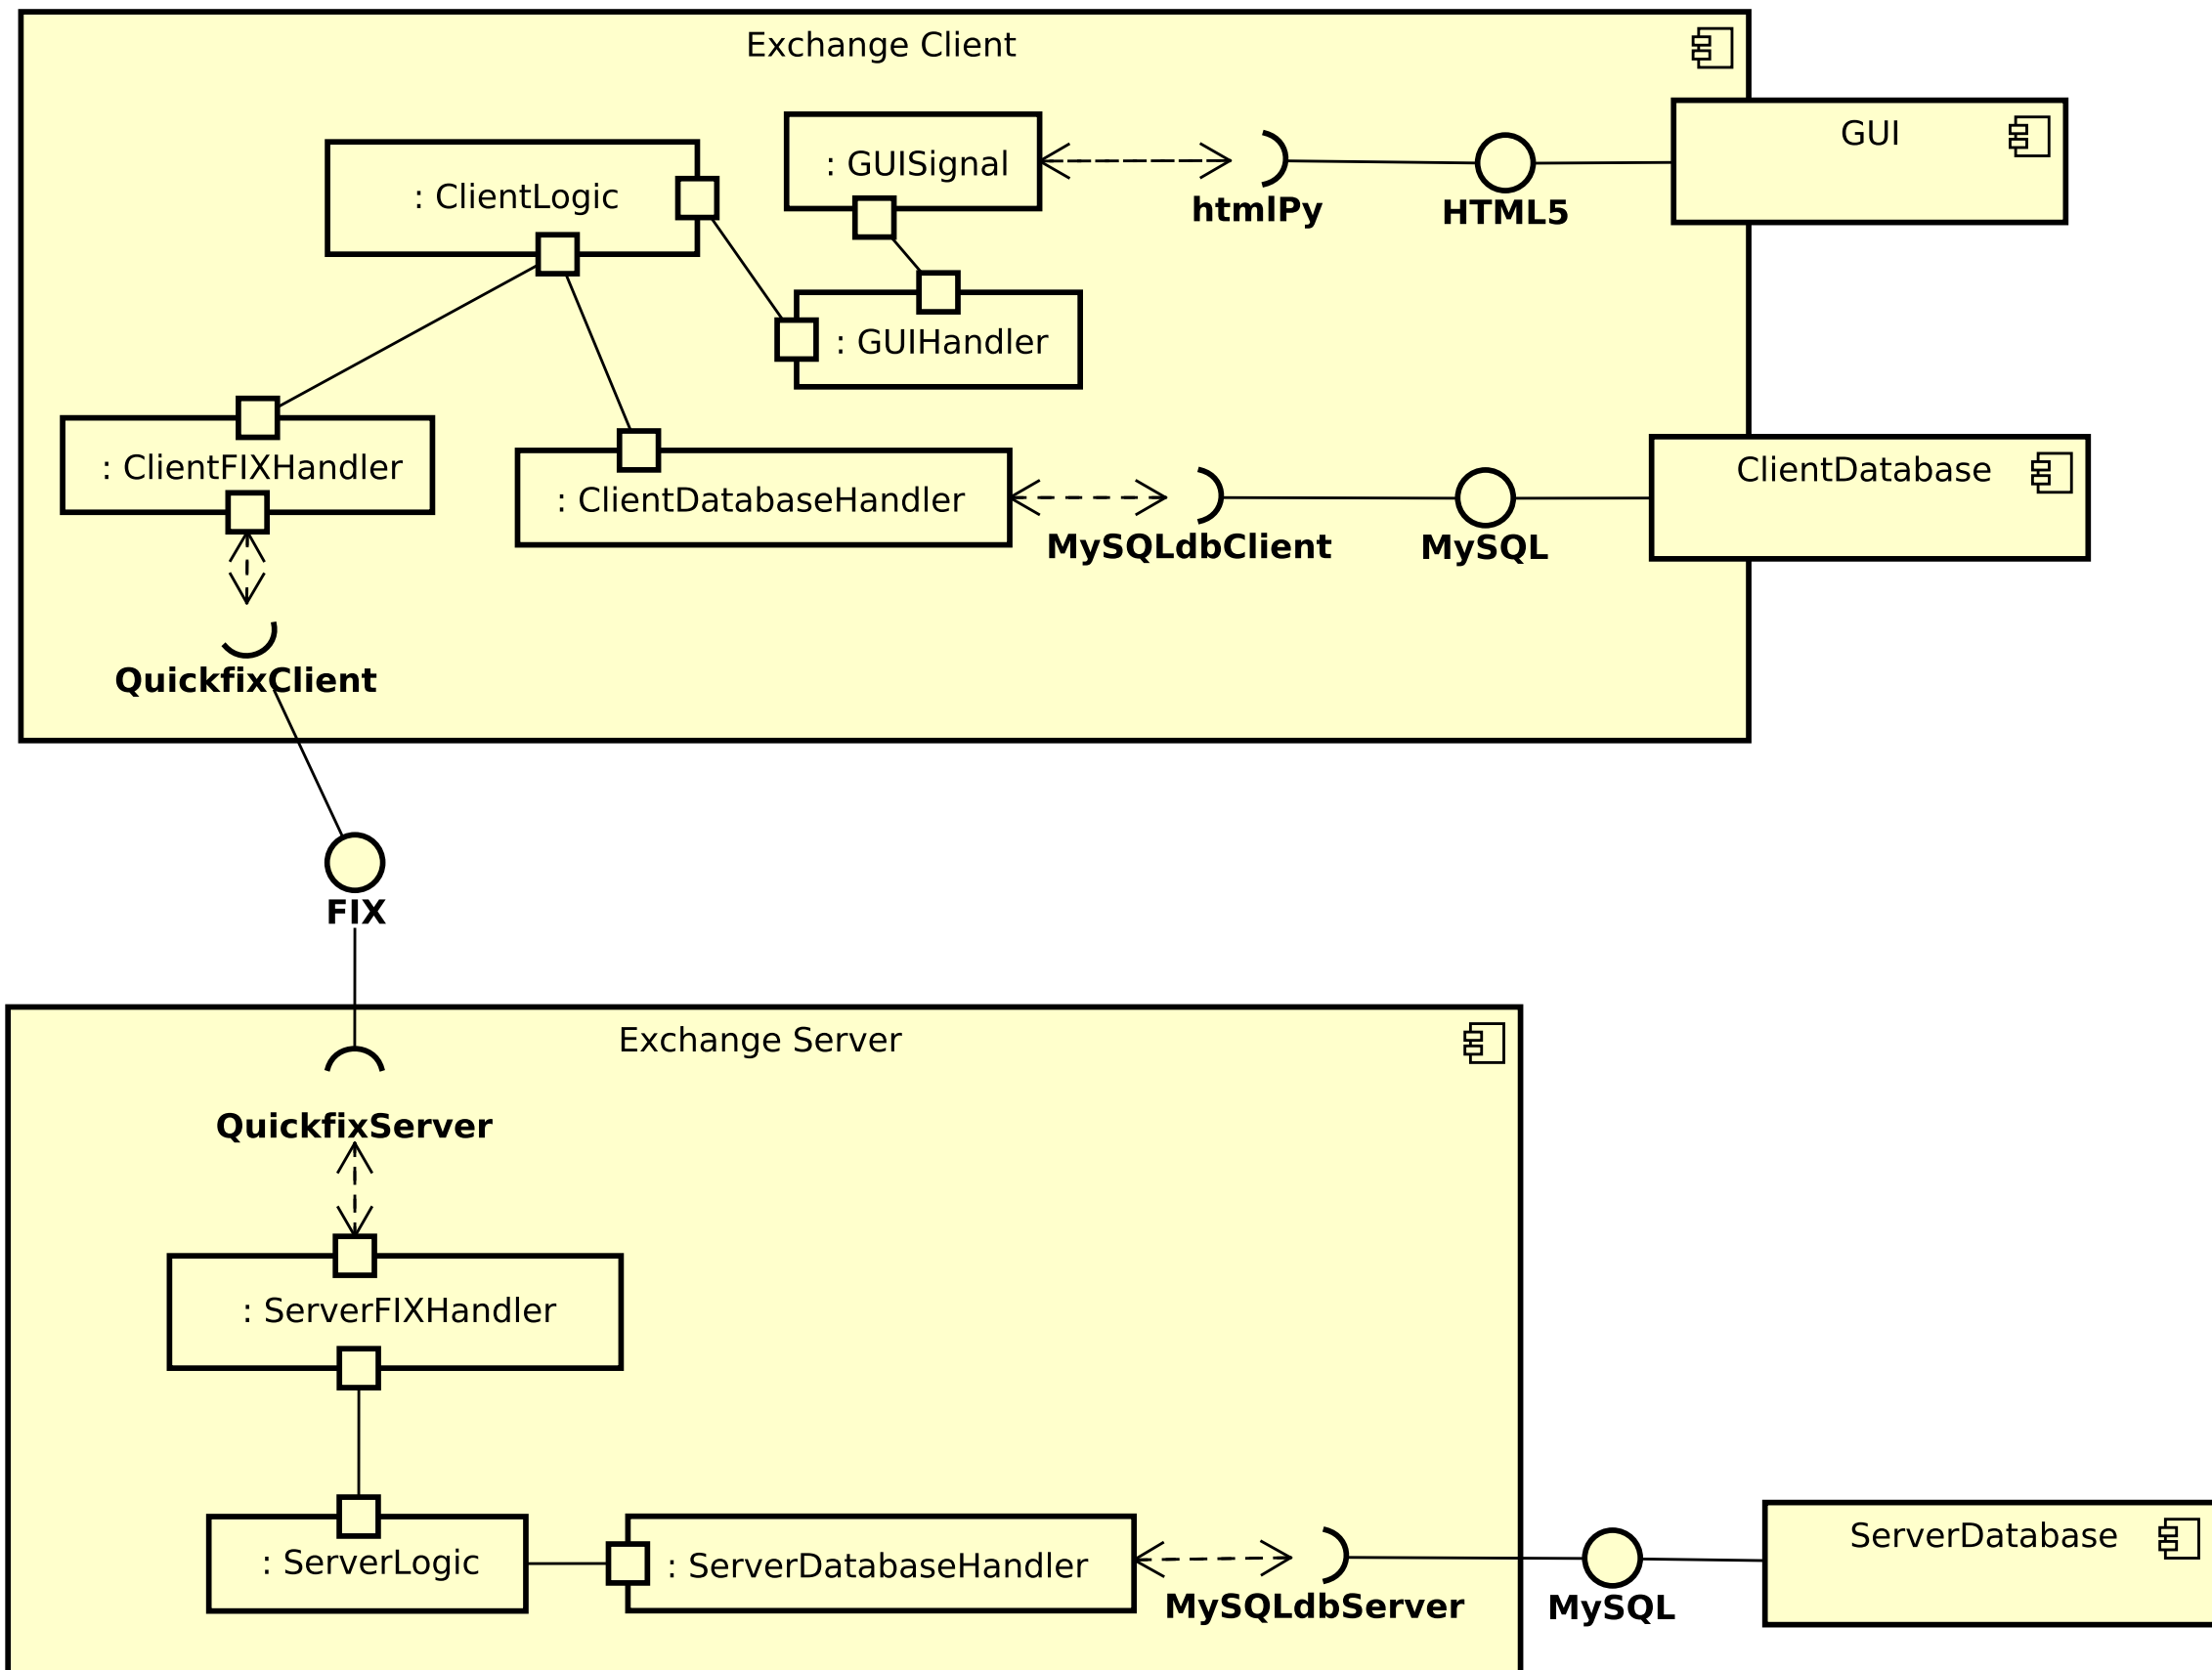 Exchange Client
GUI
: GUISignal
: ClientLogic
htmlPy
HTML5
: GUIHandler
: ClientFIXHandler
ClientDatabase
: ClientDatabaseHandler
MySQLdbClient
MySQL
QuickfixClient
FIX
Exchange Server
QuickfixServer
: ServerFIXHandler
ServerDatabase
: ServerLogic
: ServerDatabaseHandler
MySQLdbServer
MySQL